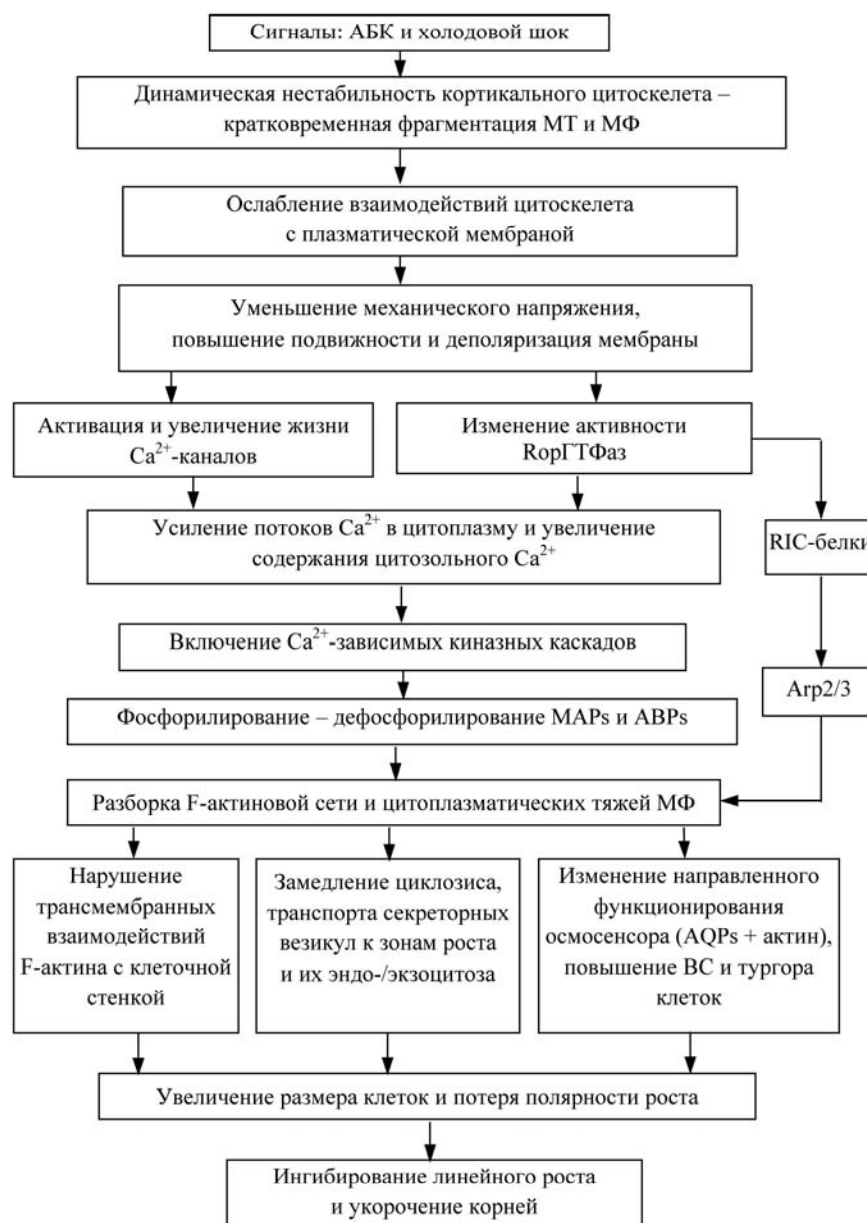 Сигналы: АБК и холодовой шок
Динамическая нестабильность кортикального цитоскелета –
кратковременная фрагментация МТ и МФ
Ослабление взаимодействий цитоскелета
с плазматической мембраной
Уменьшение механического напряжения,
повышение подвижности и деполяризация мембраны
Активация и увеличение жизни
Ca²⁺-каналов
Изменение активности
RopГТФаз
Усиление потоков Ca²⁺ в цитоплазму и увеличение
содержания цитозольного Ca²⁺
RIC-белки
Включение Ca²⁺-зависимых киназных каскадов
Arp2/3
Фосфорилирование – дефосфорилирование MAPs и ABPs
Разборка F-актиновой сети и цитоплазматических тяжей МФ
Нарушение
трансмембранных
взаимодействий
F-актина с клеточной
стенкой
Замедление циклозиса,
транспорта секреторных
везикул к зонам роста
и их эндо-/экзоцитоза
Изменение направленного
функционирования
осмосенсора (AQPs + актин),
повышение ВС и тургора
клеток
Увеличение размера клеток и потеря полярности роста
Ингибирование линейного роста
и укорочение корней